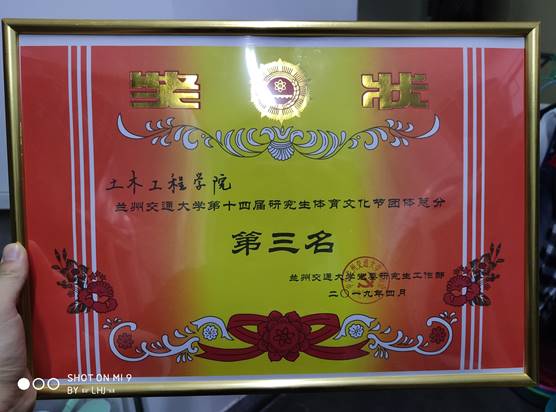 奖状
土木工程学院
兰州交通大学第十四届研究生体育文化节团体总分
第三名
兰州交通大学党委研究生工作部
二〇一九年四月
SHOT ON MI 9
BY LHJ